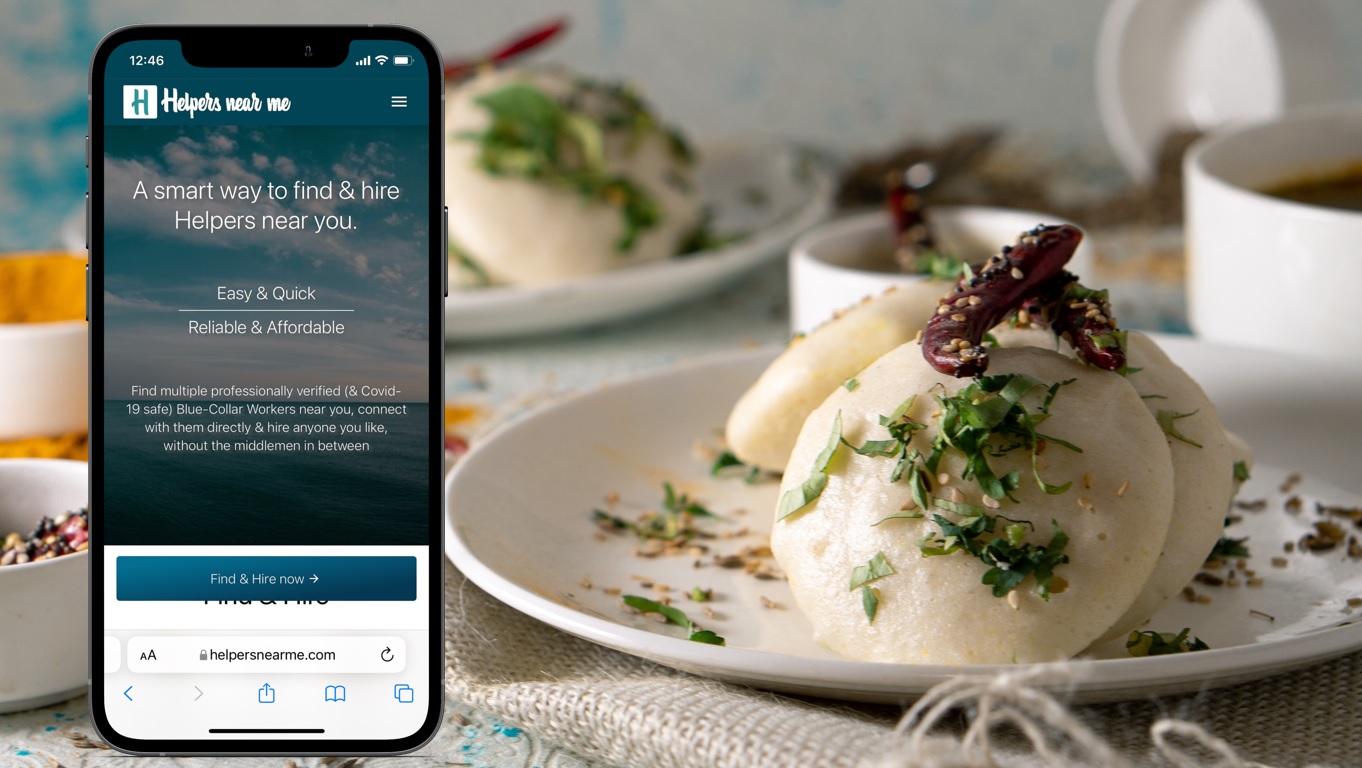 12:46
H Helpers near me
A smart way to find & hire
Helpers near you.
Easy & Quick
Reliable & Affordable
Find multiple professionally verified (& Covid-
19 safe) Blue-Collar Workers near you, connect
with them directly & hire anyone you like,
without the middlemen in between
Find & Hire now →
Find & Hire
AA helpersnearme.com